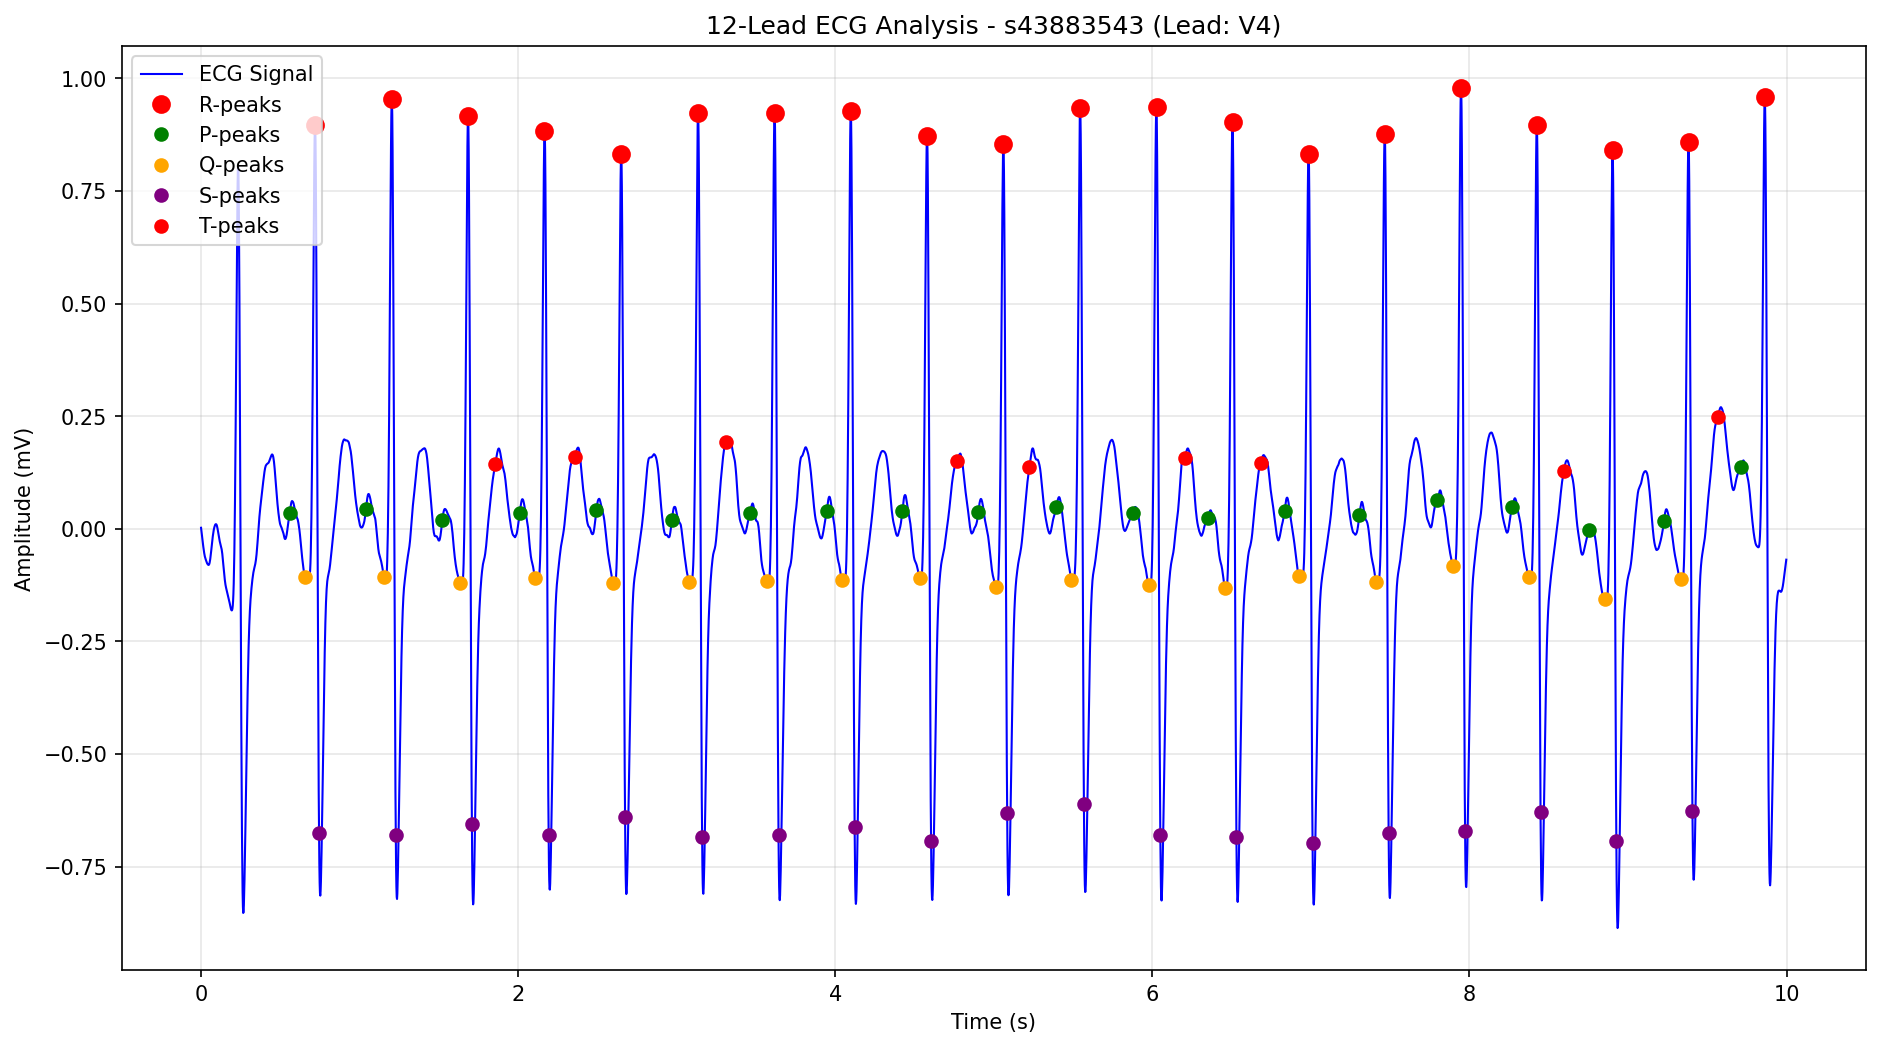 12-Lead ECG Analysis - s43883543 (Lead: V4)
ECG Signal
R-peaks
P-peaks
Q-peaks
S-peaks
T-peaks
1.00
0.75
0.50
0.25
0.00
−0.25
−0.50
−0.75
Amplitude (mV)
0 2 4 6 8 10
Time (s)